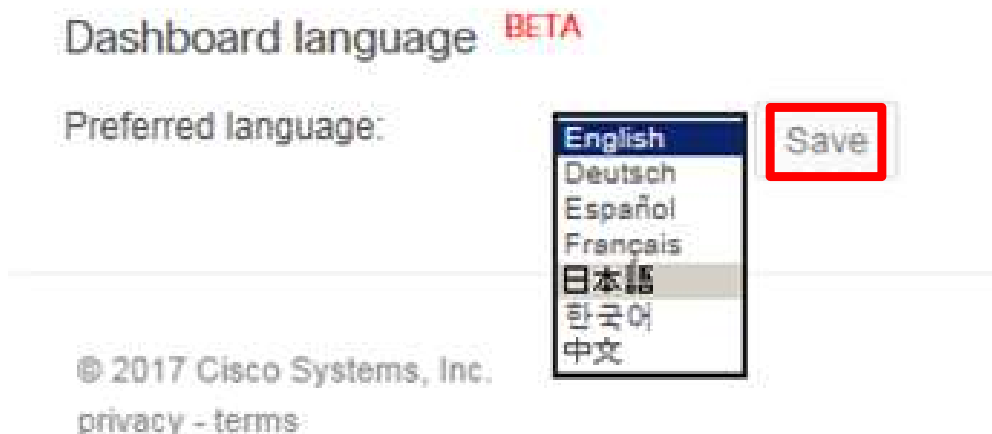 Dashboard language BETA
Preferred language:
English
Save
Deutsch
Español
Français
日本語
한국어
中文
© 2017 Cisco Systems, Inc.
privacy - terms